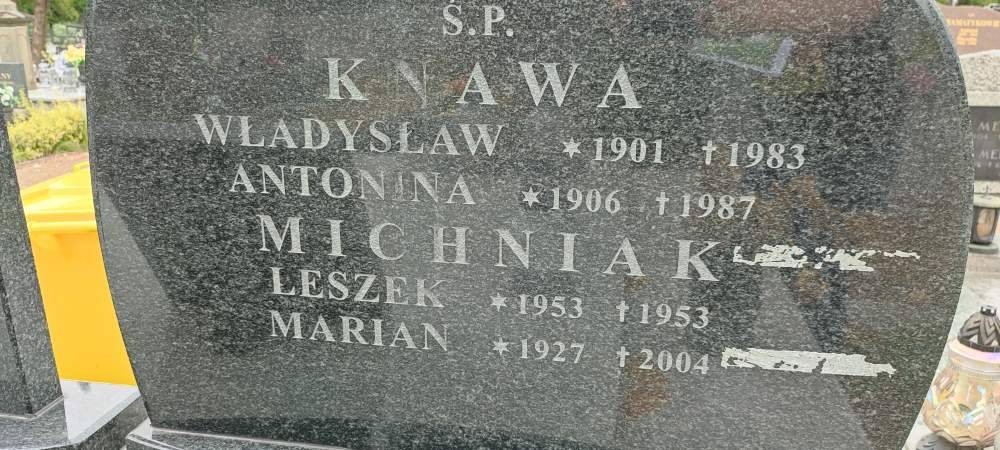 Ś.P.
KNAWA
WŁADYSŁAW ✶1901 †1983
ANTONINA ✶1906 †1987
MICHNIAK
LESZEK ✶1953 †1953
MARIAN ✶1927 †2004